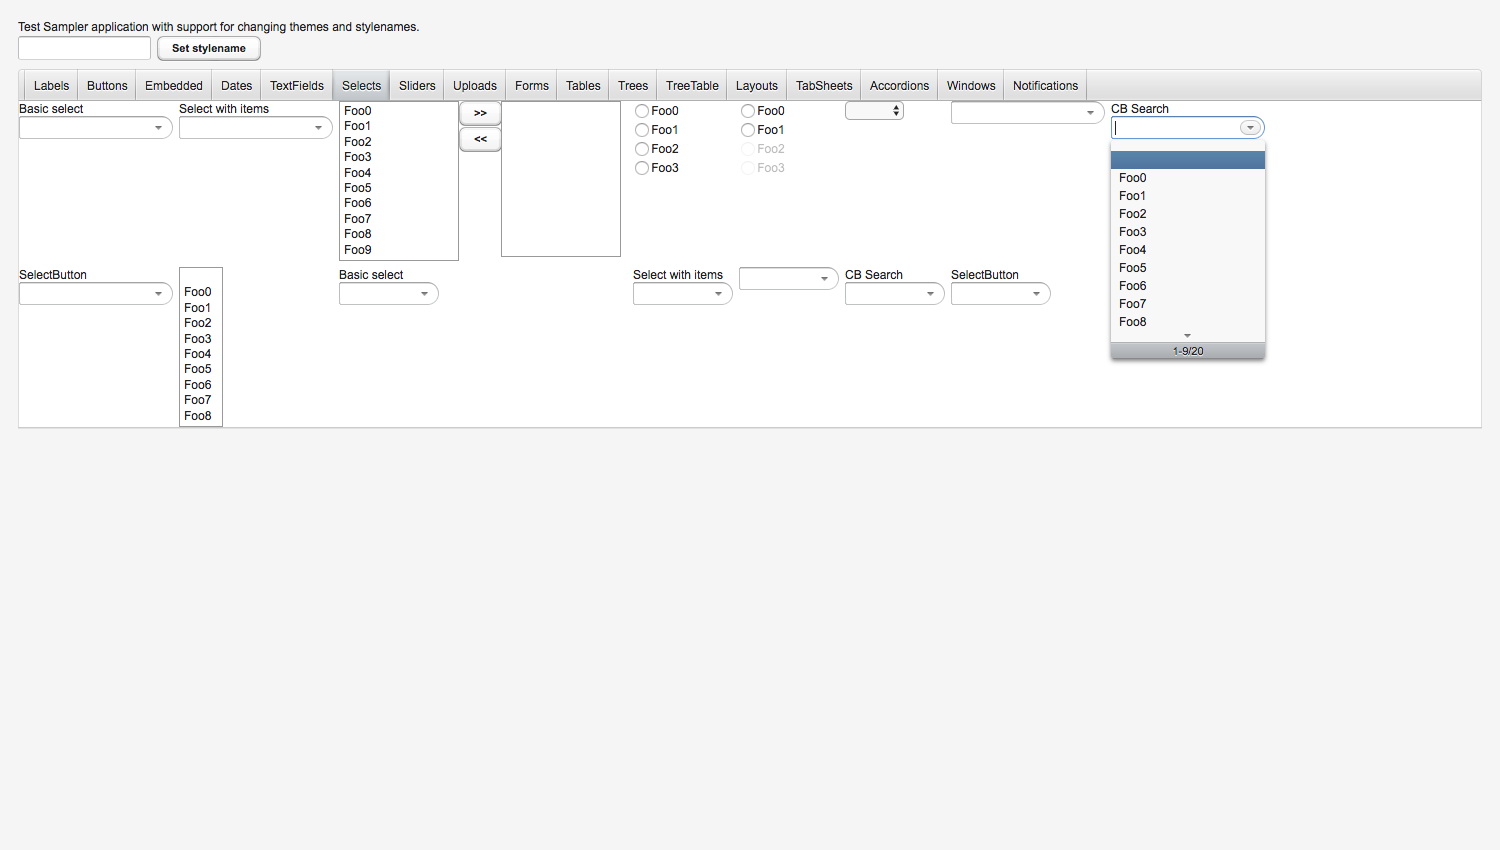 Test Sampler application with support for changing themes and stylenames.
Set stylename
Labels Buttons Embedded Dates TextFields Selects Sliders Uploads Forms Tables Trees TreeTable Layouts TabSheets Accordions Windows Notifications
Basic select
Select with items
Foo0
Foo1
Foo2
Foo3
Foo4
Foo5
Foo6
Foo7
Foo8
Foo9
>>
<<
Foo0
Foo1
Foo2
Foo3
Foo0
Foo1
Foo2
Foo3
CB Search
Foo0
Foo1
Foo2
Foo3
Foo4
Foo5
Foo6
Foo7
Foo8
1-9/20
SelectButton
Foo0
Foo1
Foo2
Foo3
Foo4
Foo5
Foo6
Foo7
Foo8
Basic select
Select with items
CB Search
SelectButton